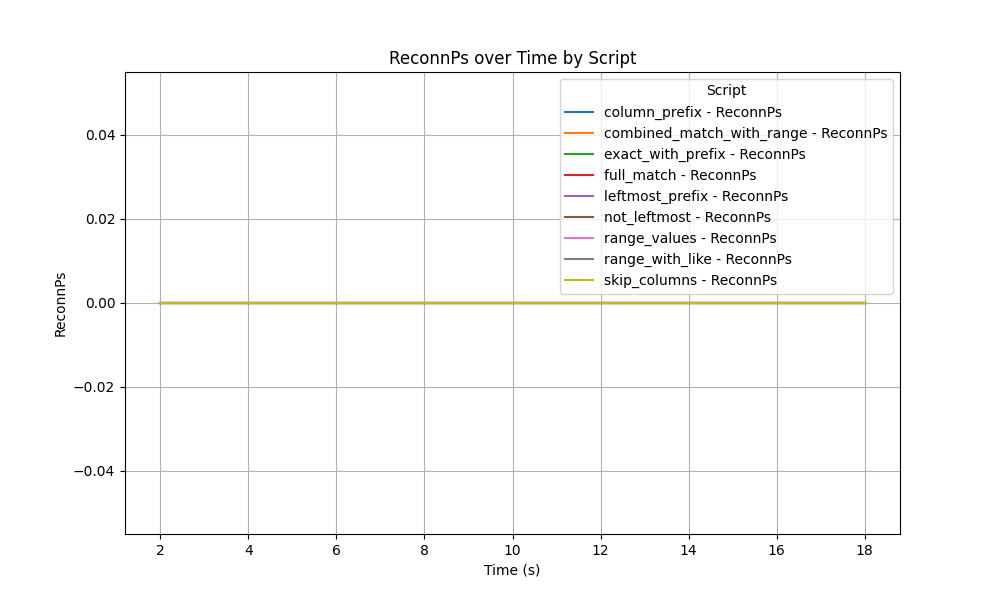 ReconnPs over Time by Script
Script
column_prefix - ReconnPs
combined_match_with_range - ReconnPs
exact_with_prefix - ReconnPs
full_match - ReconnPs
leftmost_prefix - ReconnPs
not_leftmost - ReconnPs
range_values - ReconnPs
range_with_like - ReconnPs
skip_columns - ReconnPs
ReconnPs
0.04
0.02
0.00
−0.02
−0.04
2 4 6 8 10 12 14 16 18
Time (s)